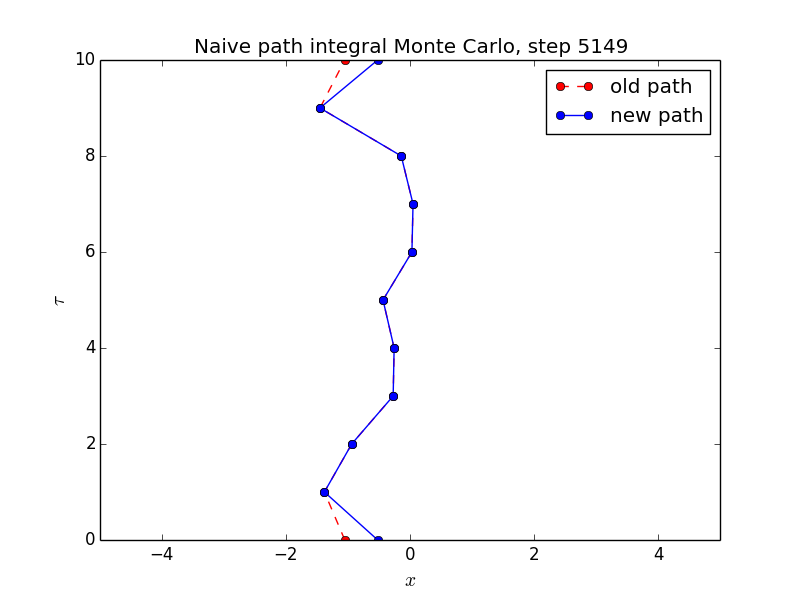 Naive path integral Monte Carlo, step 5149
10
old path
new path
8
6
τ
4
2
0
−4 −2 0 2 4
x